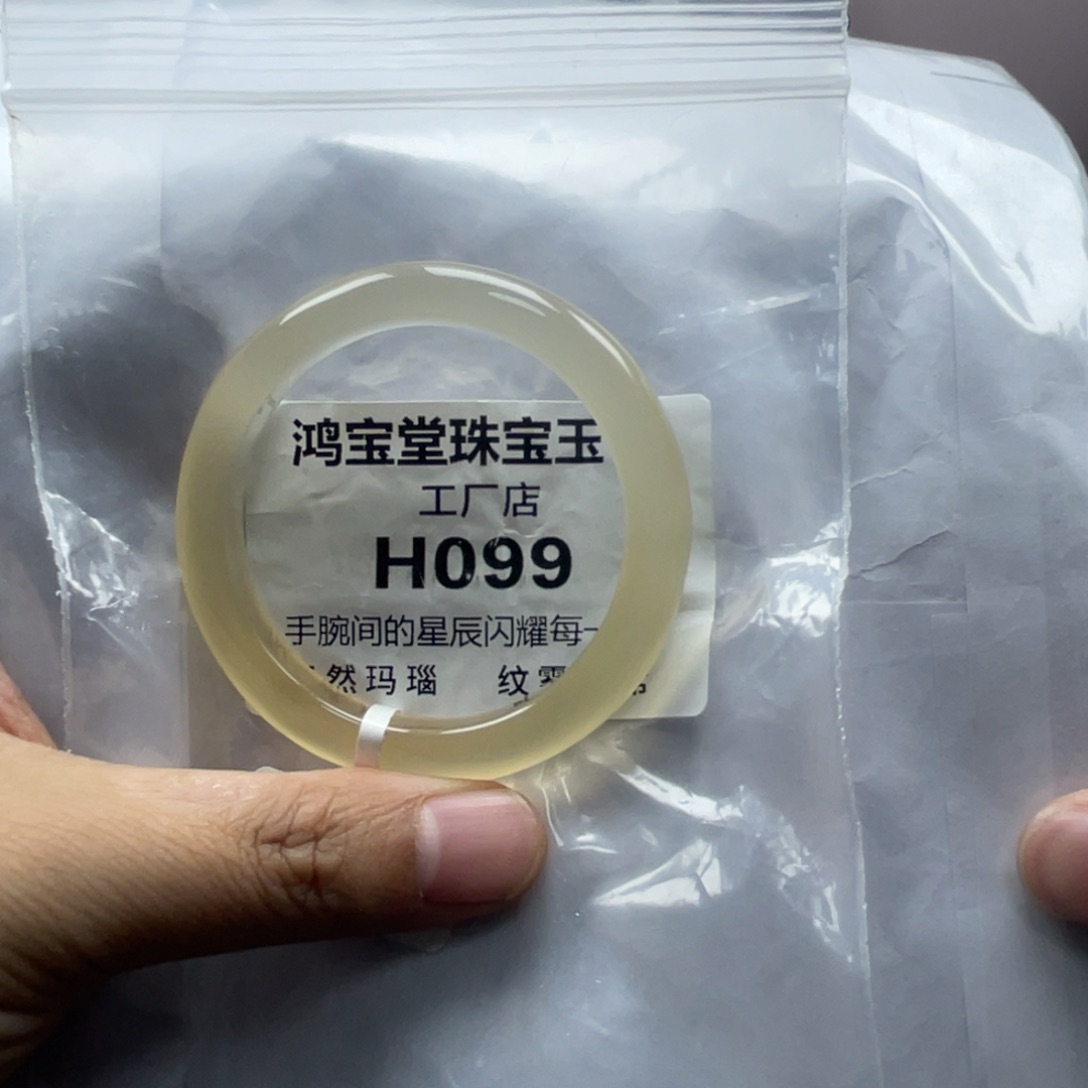 鸿宝堂珠宝玉
工厂店
H099
手腕间的星辰闪耀每一
然玛瑙 纹